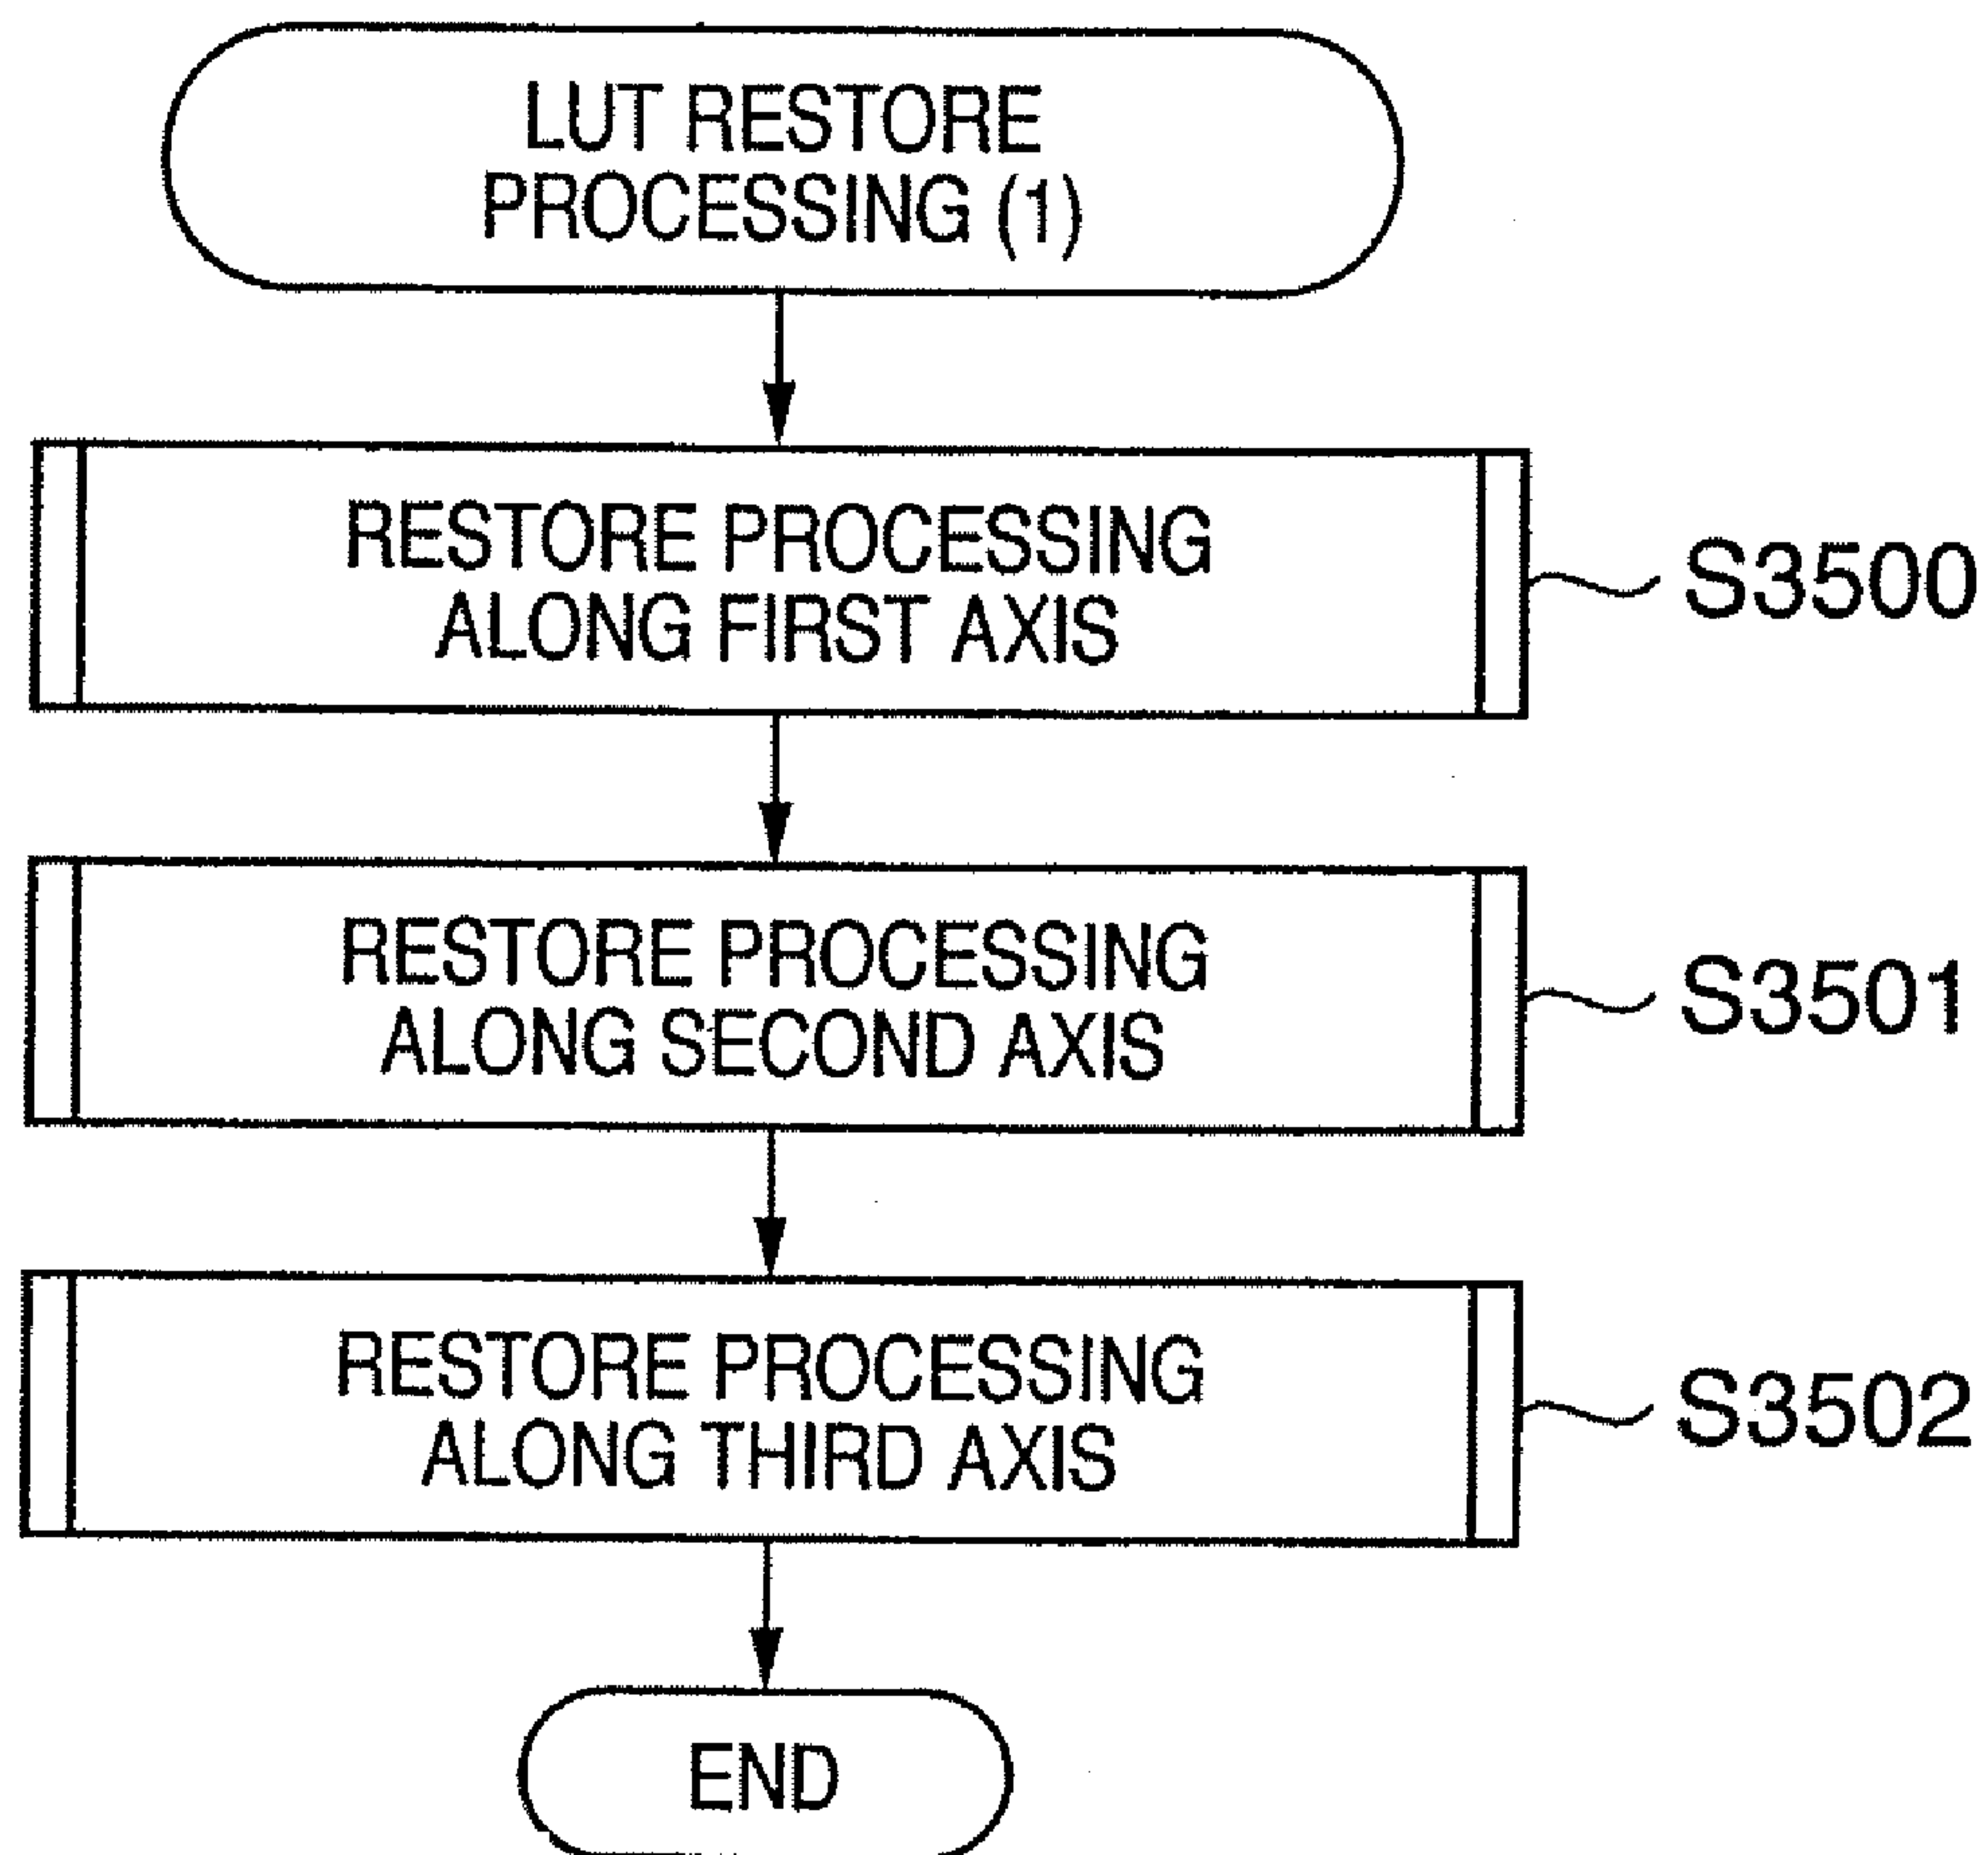 LUT RESTORE
PROCESSING (1)
RESTORE PROCESSING
ALONG FIRST AXIS
S3500
RESTORE PROCESSING
ALONG SECOND AXIS
S3501
RESTORE PROCESSING
ALONG THIRD AXIS
S3502
END